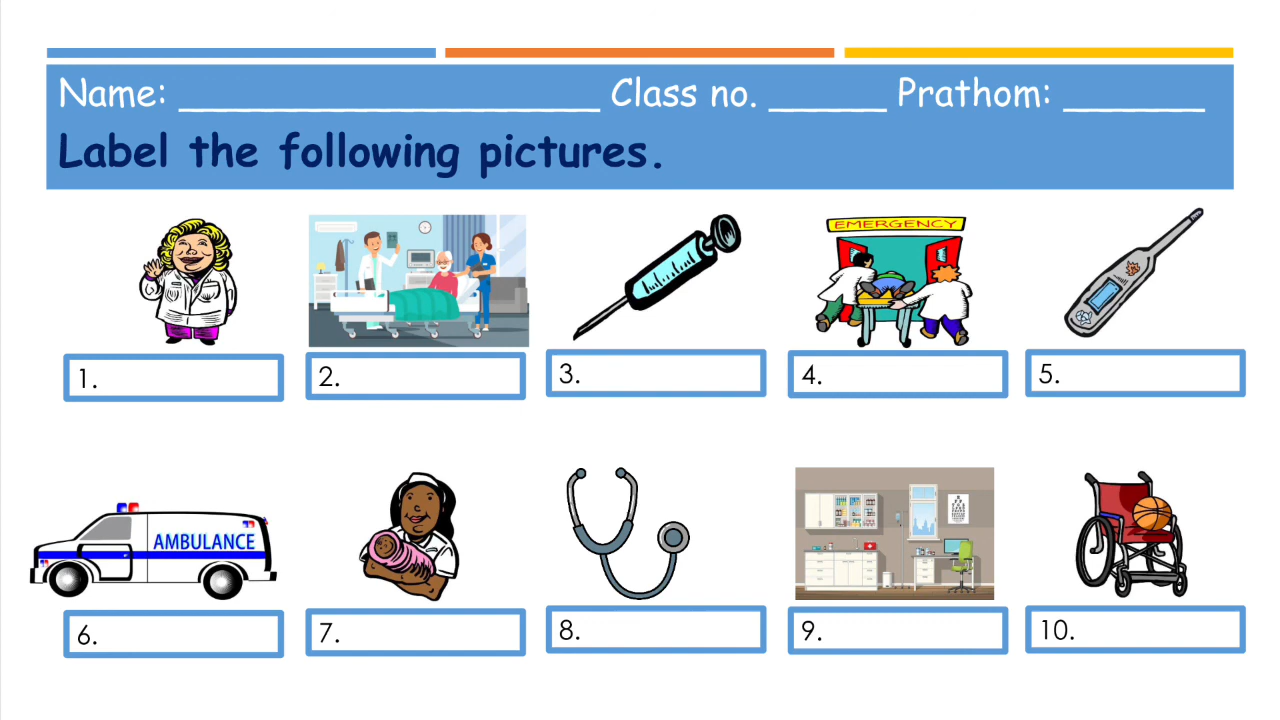 Name: ____________________ Class no. ______ Prathom: _______
Label the following pictures.
EMERGENCY
1.
2.
3.
4.
5.
AMBULANCE
6.
7.
8.
9.
10.